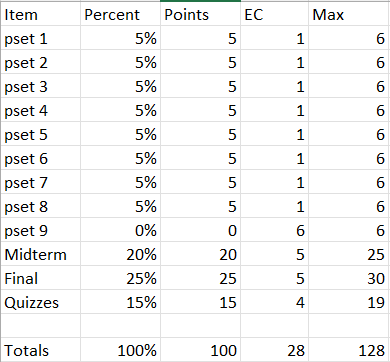 Item Percent Points EC Max
pset 1 5% 5 1 6
pset 2 5% 5 1 6
pset 3 5% 5 1 6
pset 4 5% 5 1 6
pset 5 5% 5 1 6
pset 6 5% 5 1 6
pset 7 5% 5 1 6
pset 8 5% 5 1 6
pset 9 0% 0 6 6
Midterm 20% 20 5 25
Final 25% 25 5 30
Quizzes 15% 15 4 19
Totals 100% 100 28 128